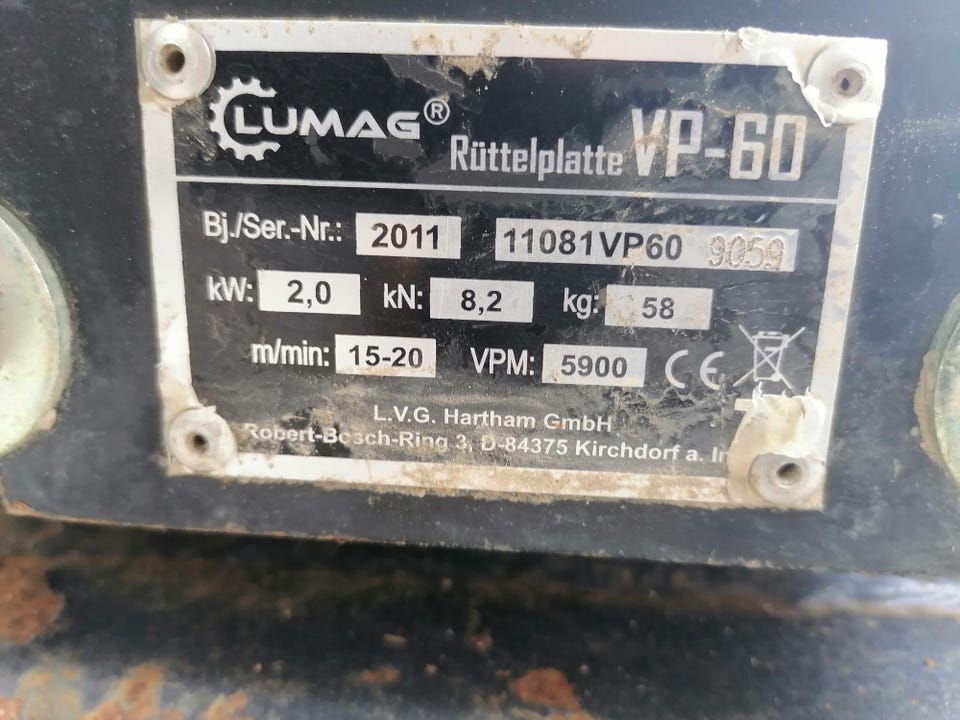 LUMAG® Rüttelplatte VP-60
Bj./Ser.-Nr.: 2011 11081VP60 9059
kW: 2,0 kN: 8,2 kg: 58
m/min: 15-20 VPM: 5900 CE
L.V.G. Hartham GmbH
Robert-Bosch-Ring 3, D-84375 Kirchdorf a.